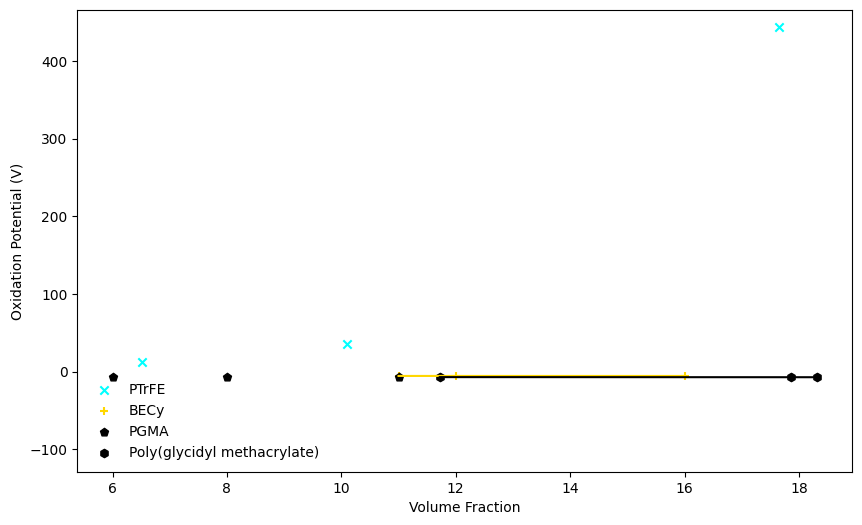 400
300
200
100
0
−100
6
8
10
12
14
16
18
Oxidation Potential (V)
Volume Fraction
PTrFE
BECy
PGMA
Poly(glycidyl methacrylate)